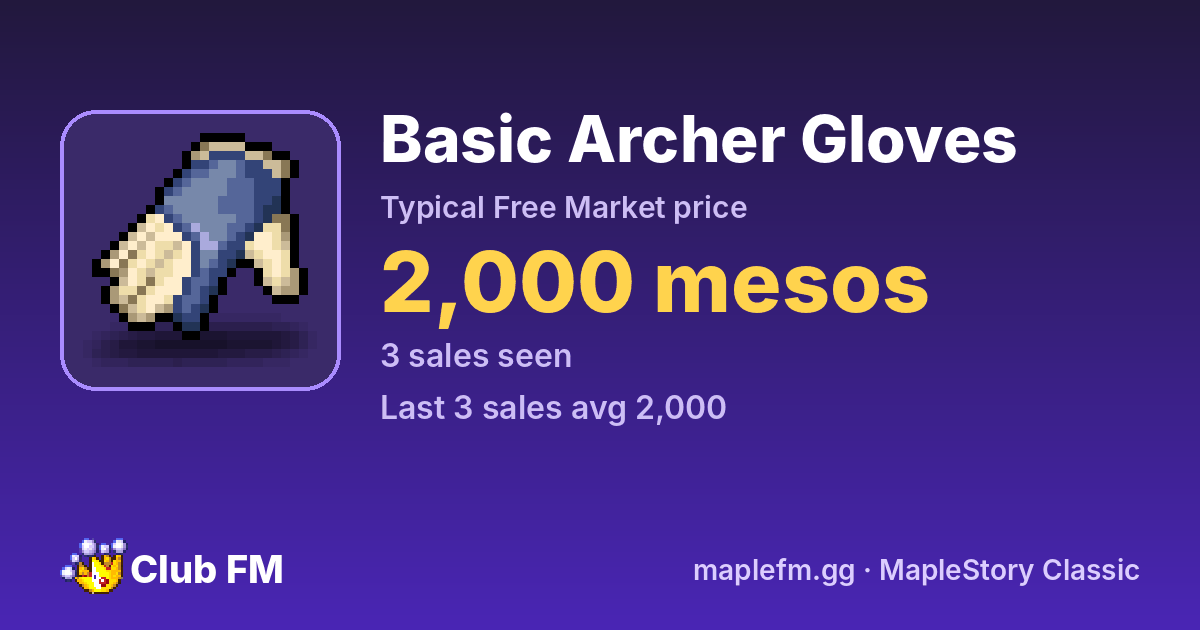 Basic Archer Gloves
Typical Free Market price
2,000 mesos
3 sales seen
Last 3 sales avg 2,000
Club FM
maplefm.gg · MapleStory Classic